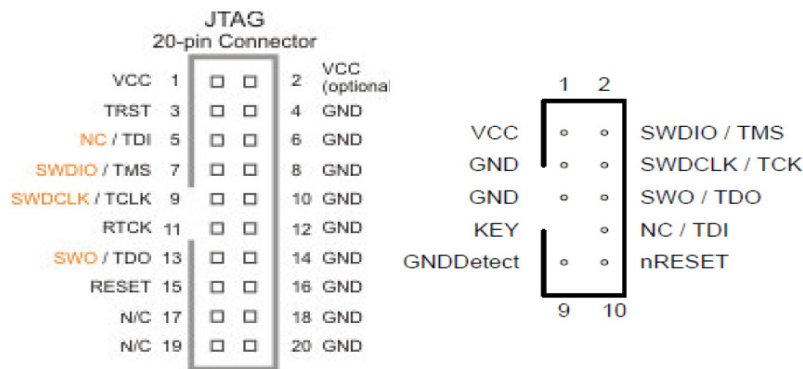 JTAG
20-pin Connector
VCC 1 2 VCC (optional
TRST 3 4 GND
NC / TDI 5 6 GND
SWDIO / TMS 7 8 GND
SWDCLK / TCLK 9 10 GND
RTCK 11 12 GND
SWO / TDO 13 14 GND
RESET 15 16 GND
N/C 17 18 GND
N/C 19 20 GND
1 2
VCC SWDIO / TMS
GND SWDCLK / TCK
GND SWO / TDO
KEY NC / TDI
GNDDetect nRESET
9 10